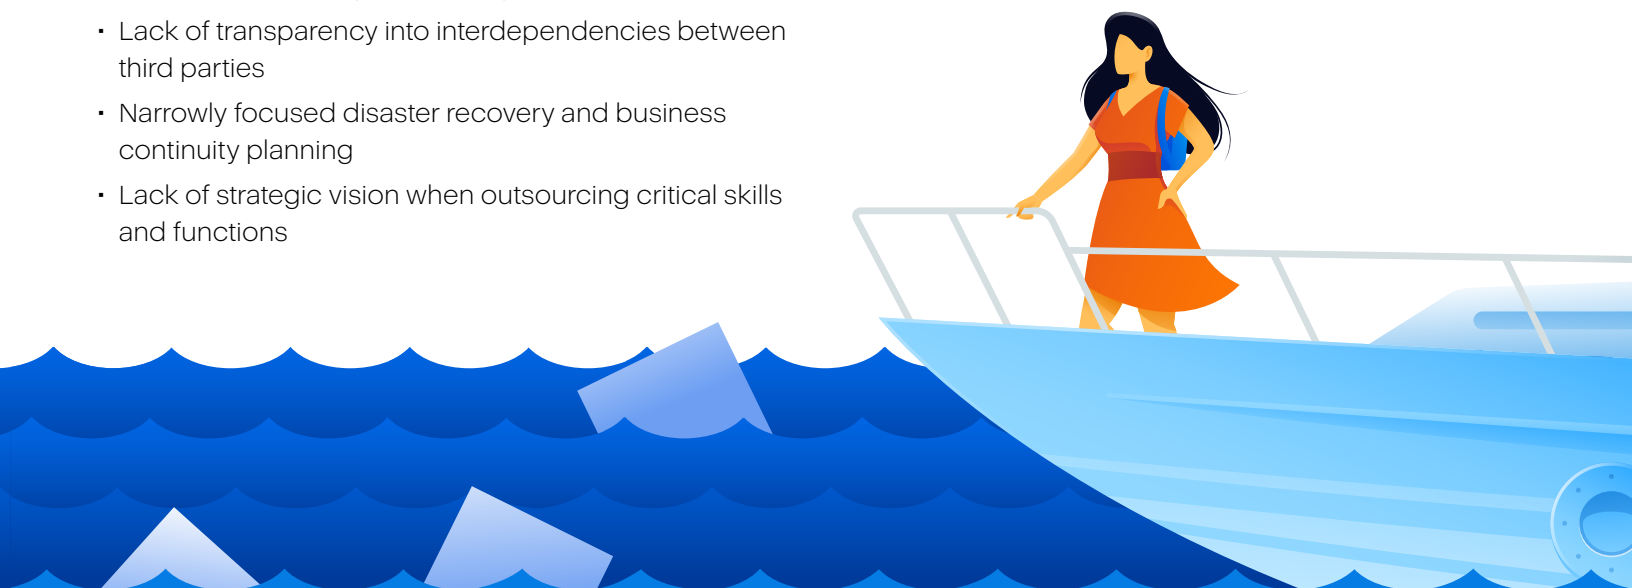 · Lack of transparency into interdependencies between
third parties
· Narrowly focused disaster recovery and business
continuity planning
· Lack of strategic vision when outsourcing critical skills
and functions